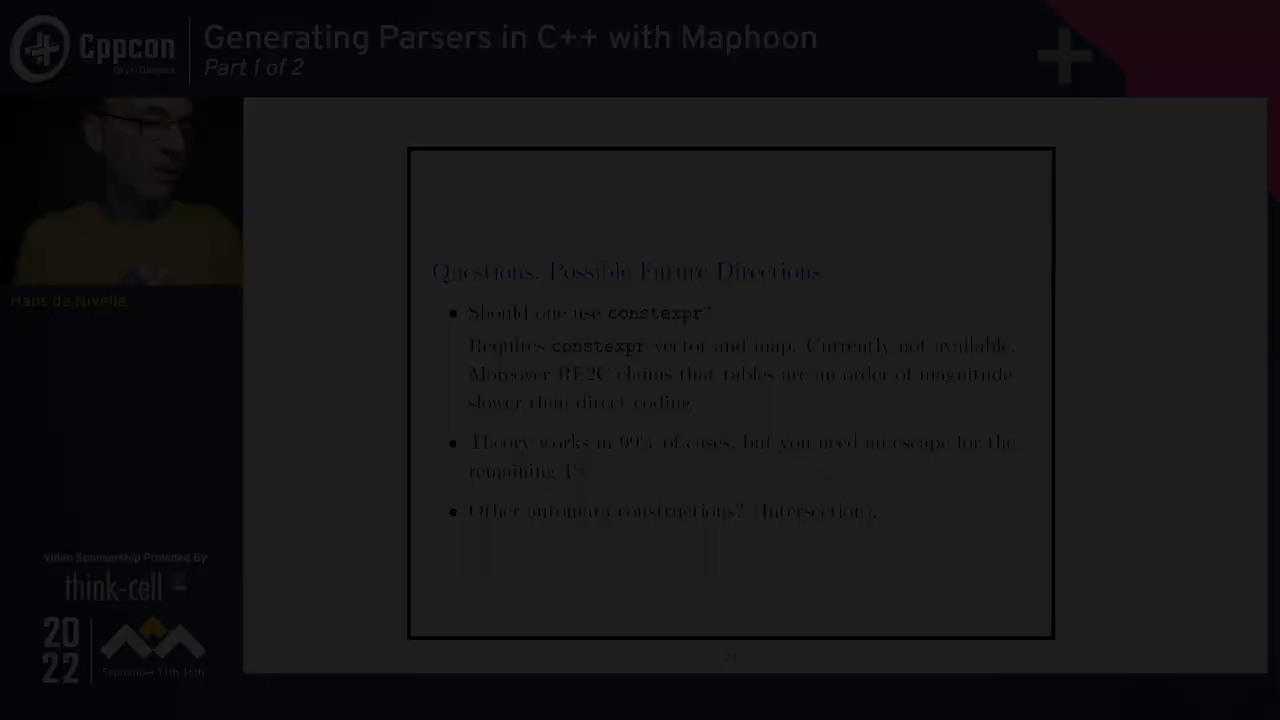 Cppcon
Generating Parsers in C++ with Maphoon
Part 1 of 2
Hans de Nivelle
Questions, Possible Future Directions
• Should one use constexpr?
Requires constexpr vector and map. Currently not available.
Moreover RE2C claims that tables are an order of magnitude
slower than direct coding.
• Theory works in 99% of cases, but you need an escape for the
remaining 1%
• Other automata constructions? (Intersection).
Video Sponsorship Provided By
think-cell
20
22
September 11th-16th